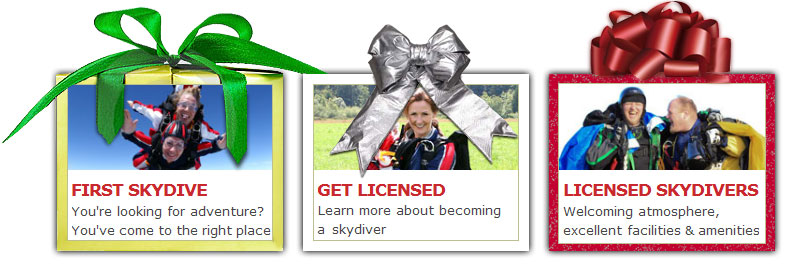 FIRST SKYDIVE
You're looking for adventure?
You've come to the right place
GET LICENSED
Learn more about becoming
a skydiver
LICENSED SKYDIVERS
Welcoming atmosphere,
excellent facilities & amenities